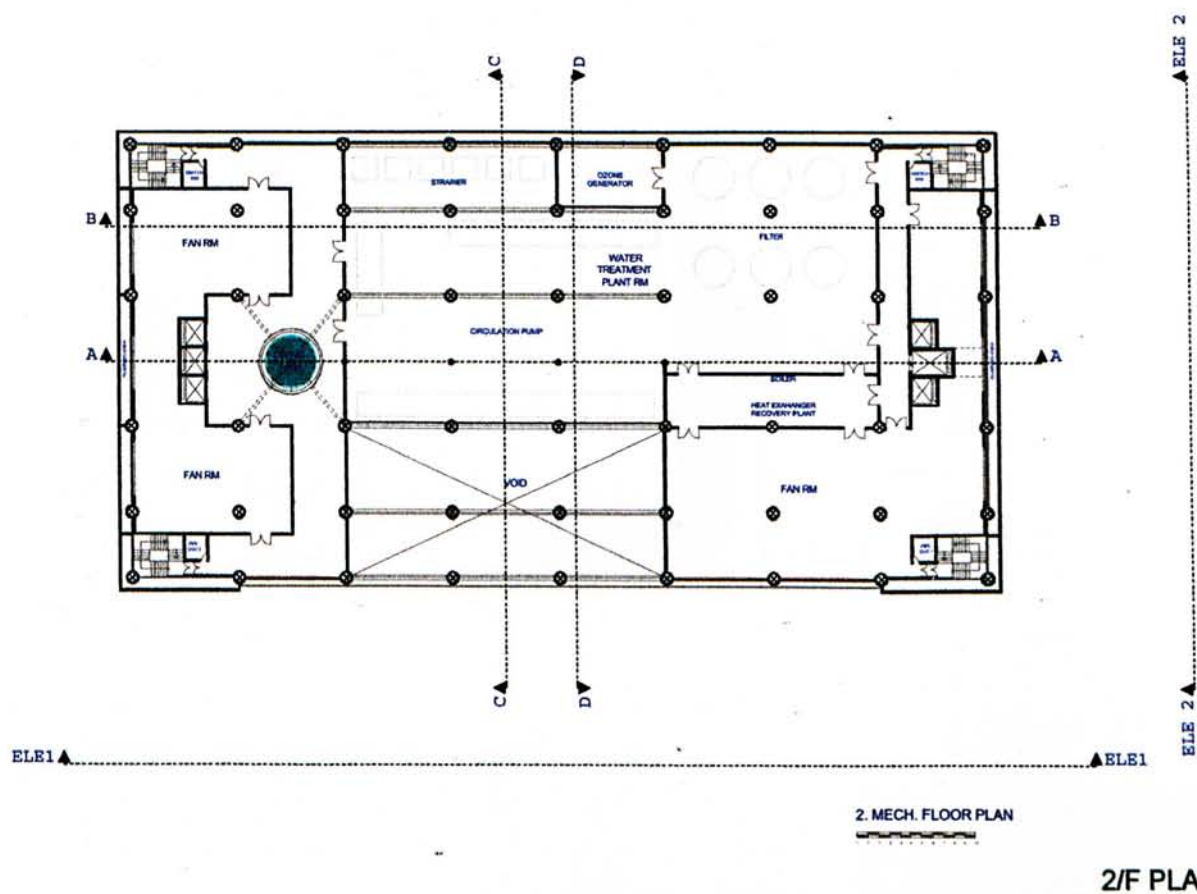 ELE 2
C
D
STRAINER
OZONE
GENERATOR
B
B
FAN RM
FILTER
WATER
TREATMENT
PLANT RM
CIRCULATION PUMP
A
A
BOILER
HEAT EXAHANGER
RECOVERY PLANT
FAN RM
VOID
FAN RM
C
D
ELE 2
ELE1
ELE1
2. MECH. FLOOR PLAN
2/F PLA